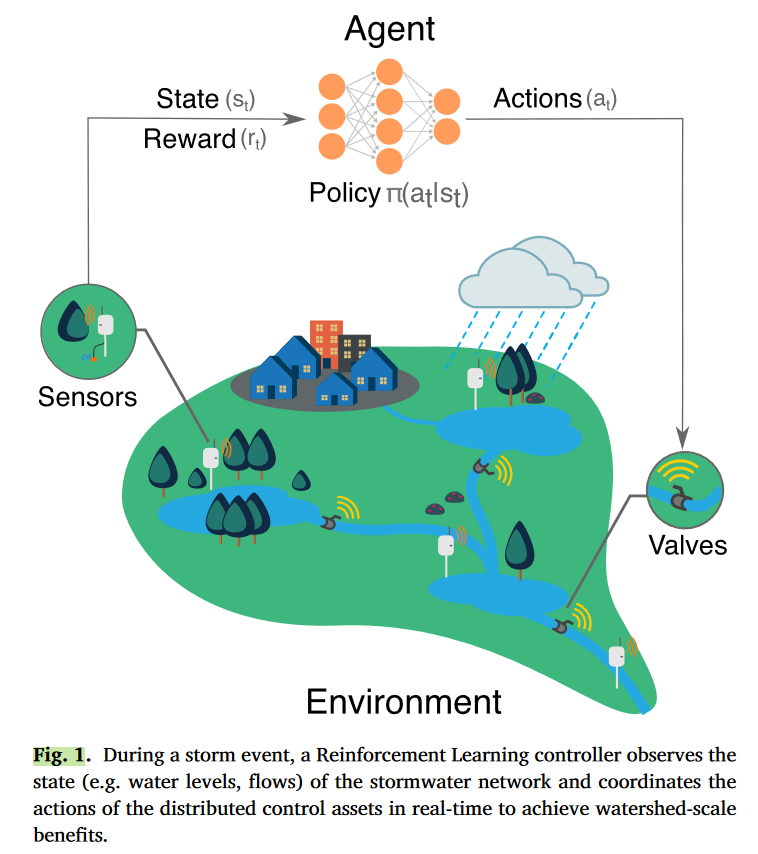 Agent
State (st)
Reward (rt)
Actions (at)
Policy π(at|st)
Sensors
Valves
Environment
Fig. 1. During a storm event, a Reinforcement Learning controller observes the
state (e.g. water levels, flows) of the stormwater network and coordinates the
actions of the distributed control assets in real-time to achieve watershed-scale
benefits.